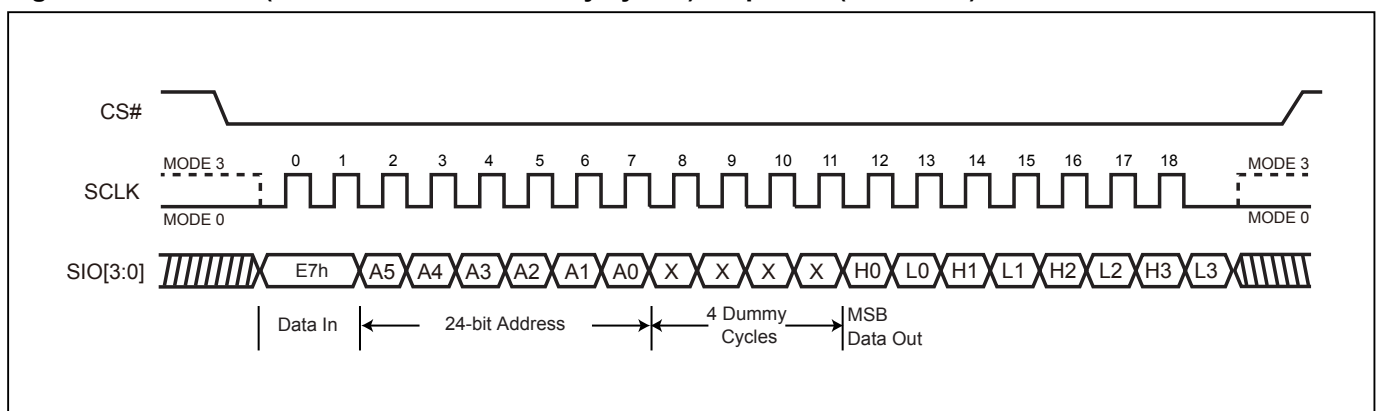 CS#
MODE 3
0 1 2 3 4 5 6 7 8 9 10 11 12 13 14 15 16 17 18
MODE 3
SCLK
MODE 0
MODE 0
SIO[3:0]
E7h A5 A4 A3 A2 A1 A0 X X X X H0 L0 H1 L1 H2 L2 H3 L3
Data In
24-bit Address
4 Dummy
Cycles
MSB
Data Out